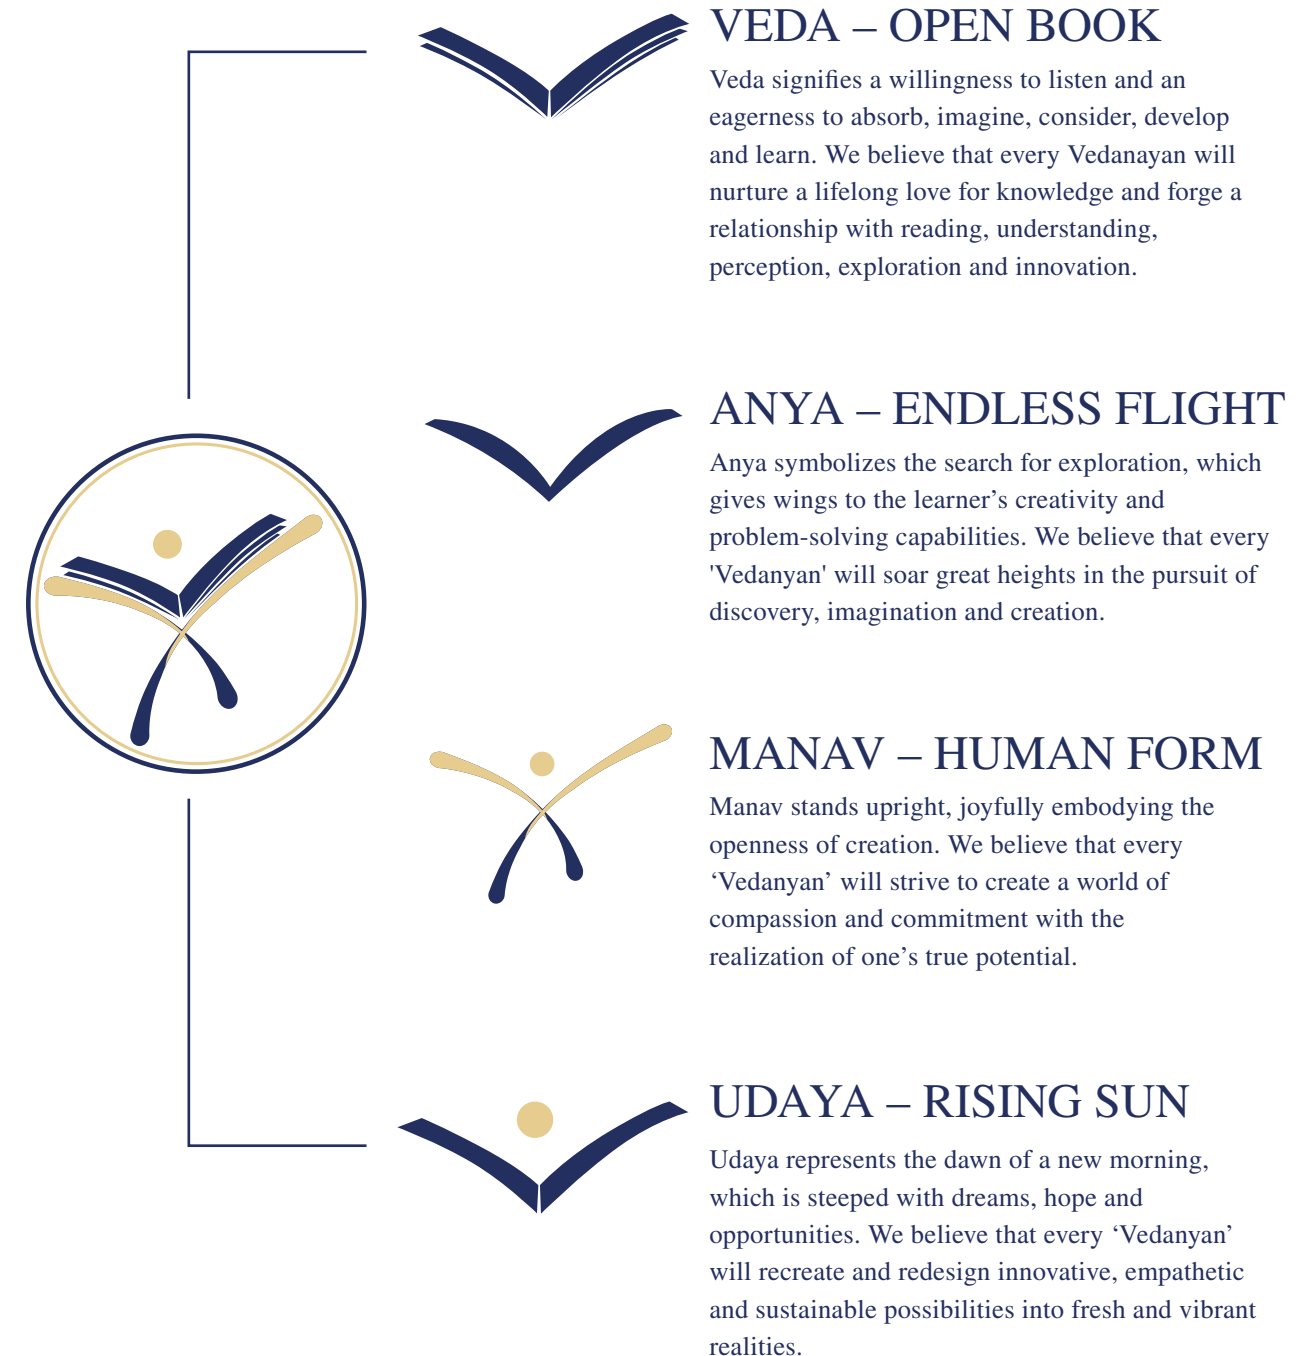 VEDA – OPEN BOOK
Veda signifies a willingness to listen and an
eagerness to absorb, imagine, consider, develop
and learn. We believe that every Vedanayan will
nurture a lifelong love for knowledge and forge a
relationship with reading, understanding,
perception, exploration and innovation.
ANYA – ENDLESS FLIGHT
Anya symbolizes the search for exploration, which
gives wings to the learner’s creativity and
problem-solving capabilities. We believe that every
'Vedanyan' will soar great heights in the pursuit of
discovery, imagination and creation.
MANAV – HUMAN FORM
Manav stands upright, joyfully embodying the
openness of creation. We believe that every
‘Vedanyan’ will strive to create a world of
compassion and commitment with the
realization of one’s true potential.
UDAYA – RISING SUN
Udaya represents the dawn of a new morning,
which is steeped with dreams, hope and
opportunities. We believe that every ‘Vedanyan’
will recreate and redesign innovative, empathetic
and sustainable possibilities into fresh and vibrant
realities.